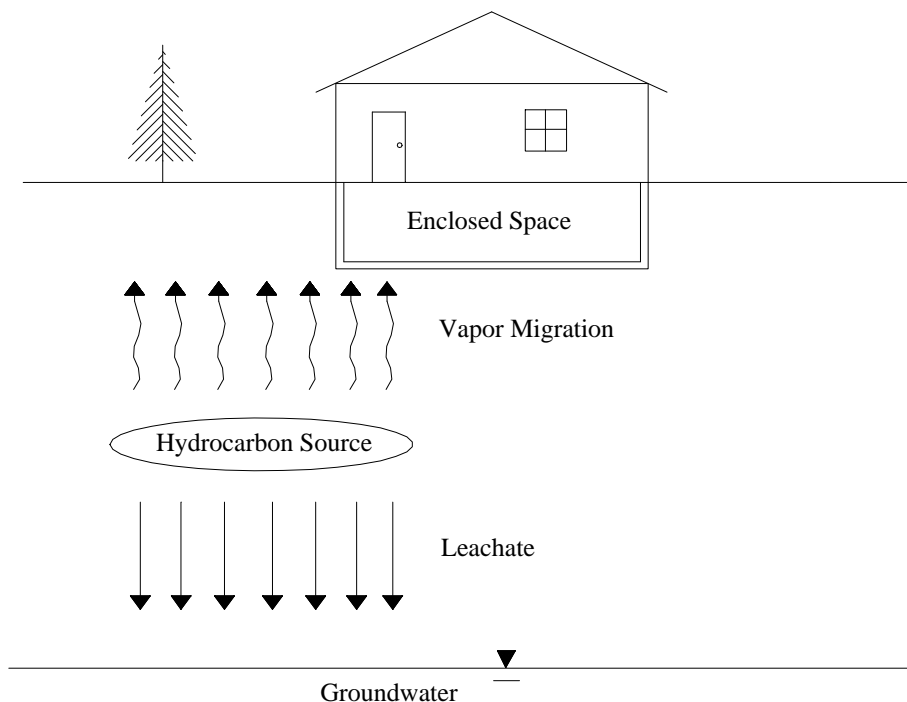 Enclosed Space
Vapor Migration
Hydrocarbon Source
Leachate
Groundwater